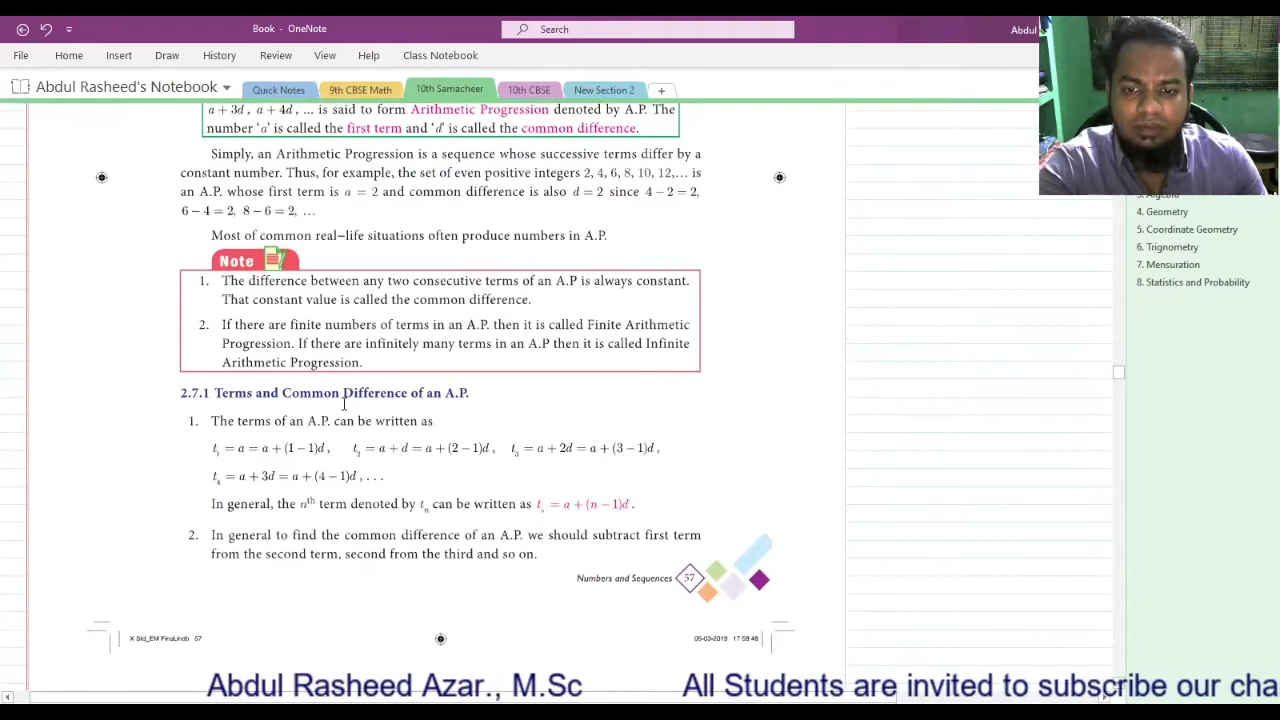 Book - OneNote
Search
Abdul
File Home Insert Draw History Review View Help Class Notebook
Abdul Rasheed's Notebook
Quick Notes 9th CBSE Math 10th Samacheer 10th CBSE New Section 2 +
a + 3d , a + 4d , ... is said to form Arithmetic Progression denoted by A.P. The
number 'a' is called the first term and 'd' is called the common difference.
Simply, an Arithmetic Progression is a sequence whose successive terms differ by a
constant number. Thus, for example, the set of even positive integers 2, 4, 6, 8, 10, 12,… is
an A.P. whose first term is a = 2 and common difference is also d = 2 since 4 − 2 = 2,
6 − 4 = 2, 8 − 6 = 2, …
Most of common real−life situations often produce numbers in A.P.
Note
1. The difference between any two consecutive terms of an A.P is always constant.
That constant value is called the common difference.
2. If there are finite numbers of terms in an A.P. then it is called Finite Arithmetic
Progression. If there are infinitely many terms in an A.P then it is called Infinite
Arithmetic Progression.
2.7.1 Terms and Common Difference of an A.P.
1. The terms of an A.P. can be written as
t₁ = a = a + (1 − 1)d , t₂ = a + d = a + (2 − 1)d , t₃ = a + 2d = a + (3 − 1)d ,
t₄ = a + 3d = a + (4 − 1)d , . . .
In general, the nth term denoted by tₙ can be written as tₙ = a + (n − 1)d .
2. In general to find the common difference of an A.P. we should subtract first term
from the second term, second from the third and so on.
Numbers and Sequences 57
X Std_EM Final.indb 57
05-03-2019 17:59:48
3. Algebra
4. Geometry
5. Coordinate Geometry
6. Trignometry
7. Mensuration
8. Statistics and Probability
Abdul Rasheed Azar., M.Sc All Students are invited to subscribe our cha